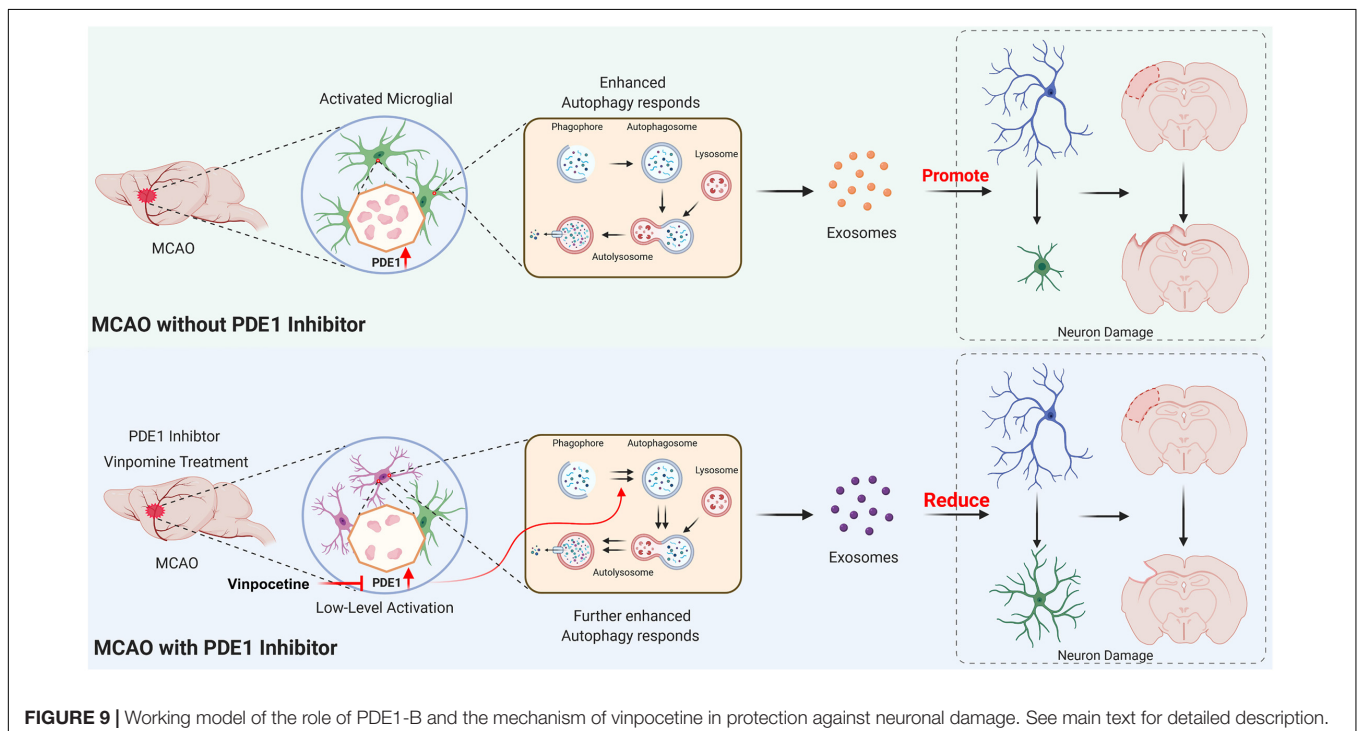 Activated Microglial
Enhanced
Autophagy responds
Phagophore Autophagosome
Lysosome
Autolysosome
MCAO
PDE1
Exosomes
Promote
Neuron Damage
MCAO without PDE1 Inhibitor
PDE1 Inhibtor
Vinpomine Treatment
MCAO
Vinpocetine
PDE1
Low-Level Activation
Phagophore Autophagosome
Lysosome
Autolysosome
Further enhanced
Autophagy responds
Exosomes
Reduce
Neuron Damage
MCAO with PDE1 Inhibitor
FIGURE 9 | Working model of the role of PDE1-B and the mechanism of vinpocetine in protection against neuronal damage. See main text for detailed description.